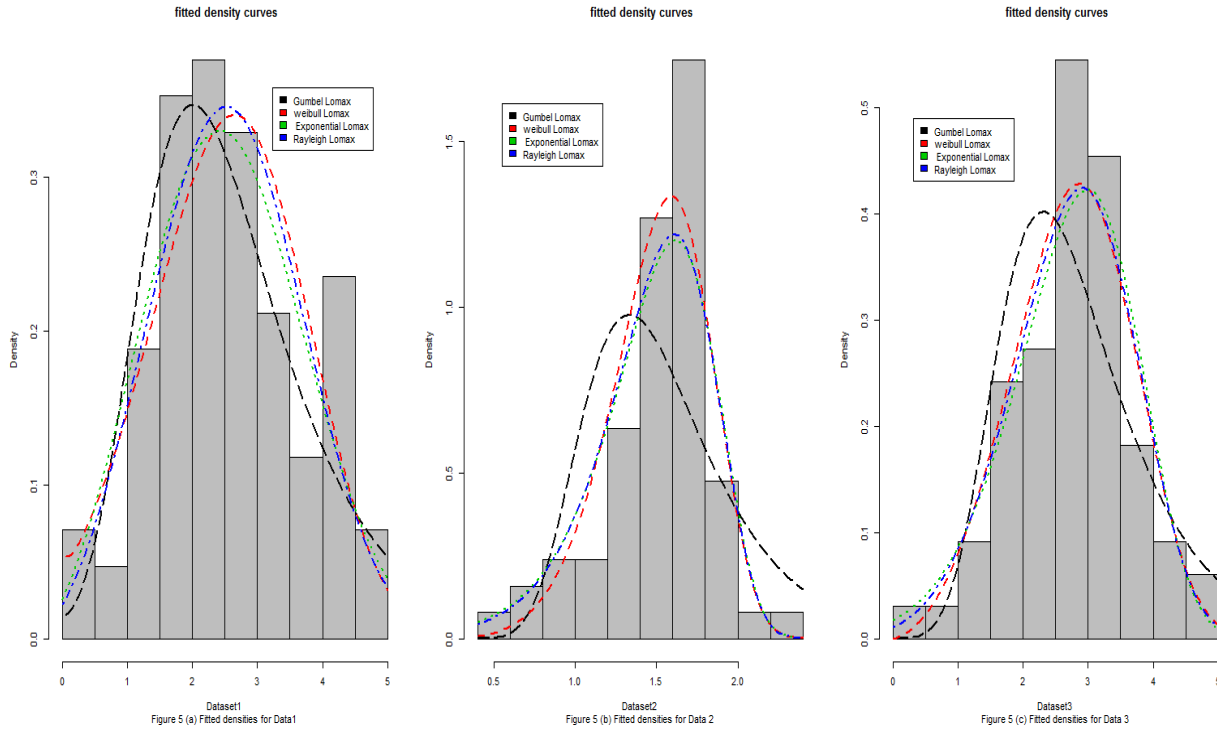 fitted density curves
Gumbel Lomax
weibull Lomax
Exponential Lomax
Rayleigh Lomax
Density
0.0
0.1
0.2
0.3
0 1 2 3 4 5
Dataset1
Figure 5 (a) Fitted densities for Data1
fitted density curves
Gumbel Lomax
weibull Lomax
Exponential Lomax
Rayleigh Lomax
Density
0.0
0.5
1.0
1.5
0.5 1.0 1.5 2.0
Dataset2
Figure 5 (b) Fitted densities for Data 2
fitted density curves
Gumbel Lomax
weibull Lomax
Exponential Lomax
Rayleigh Lomax
Density
0.0
0.1
0.2
0.3
0.4
0.5
0 1 2 3 4 5
Dataset3
Figure 5 (c) Fitted densities for Data 3